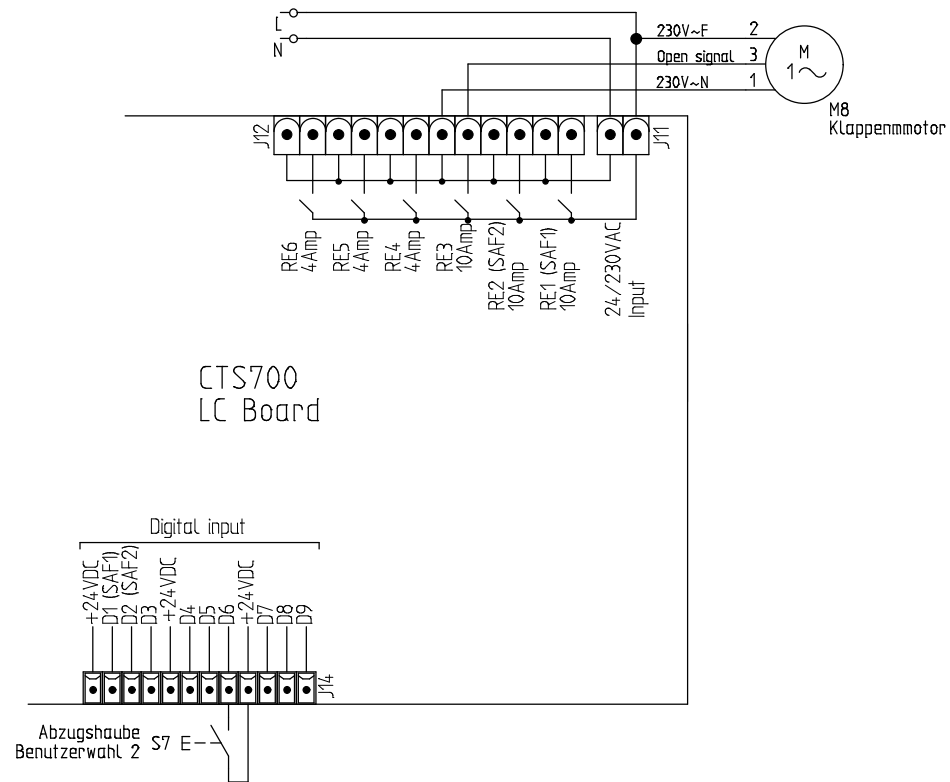 L
N
230V~F 2
Open signal 3
230V~N 1
M
1~
M8
Klappenmmotor
J12
J11
RE6
4Amp
RE5
4Amp
RE4
4Amp
RE3
10Amp
RE2 (SAF2)
10Amp
RE1 (SAF1)
10Amp
24/230VAC
Input
CTS700
LC Board
Digital input
+24VDC
D1 (SAF1)
D2 (SAF2)
D3
+24VDC
D4
D5
D6
+24VDC
D7
D8
D9
J14
Abzugshaube
Benutzerwahl 2
S7 E